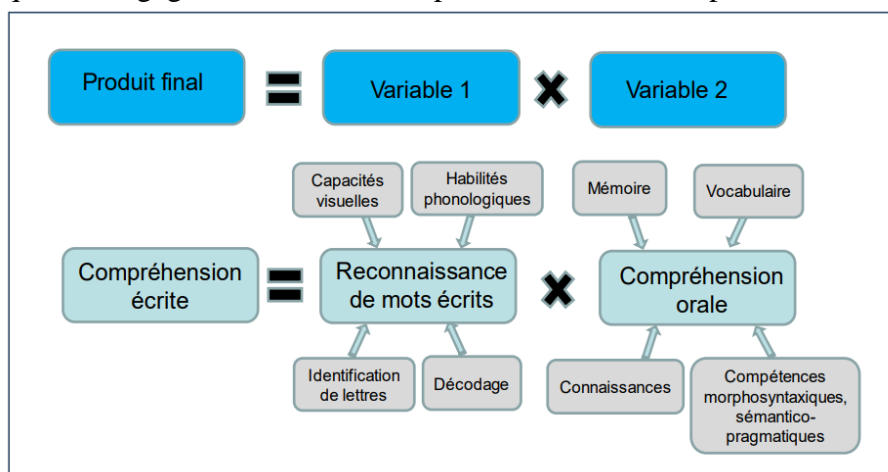 Produit final = Variable 1 × Variable 2
Capacités
visuelles
Habilités
phonologiques
Mémoire
Vocabulaire
Compréhension
écrite
=
Reconnaissance
de mots écrits
×
Compréhension
orale
Identification
de lettres
Décodage
Connaissances
Compétences
morphosyntaxiques,
sémantico-
pragmatiques